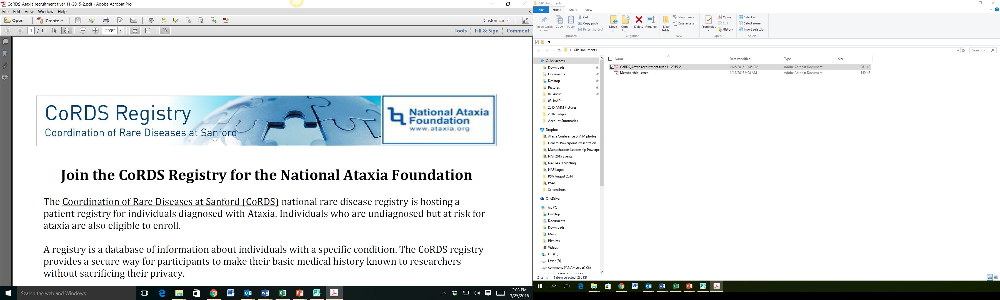 CoRDS_Ataxia recruitment flyer 11-2015-2.pdf - Adobe Acrobat Pro
File Edit View Window Help
Open Create Customize
1 / 1 200% Tools Fill & Sign Comment
CoRDS Registry
Coordination of Rare Diseases at Sanford
National Ataxia
Foundation
www.ataxia.org
Join the CoRDS Registry for the National Ataxia Foundation
The Coordination of Rare Diseases at Sanford (CoRDS) national rare disease registry is hosting a
patient registry for individuals diagnosed with Ataxia. Individuals who are undiagnosed but at risk for
ataxia are also eligible to enroll.
A registry is a database of information about individuals with a specific condition. The CoRDS registry
provides a secure way for participants to make their basic medical history known to researchers
without sacrificing their privacy.
Search the web and Windows
2:03 PM
3/25/2016
GIP Documents
File Home Share View
Pin to Quick
access
Copy
Paste
Cut
Copy path
Paste shortcut
Clipboard
Move
to
Copy
to
Delete
Rename
Organize
New
folder
New item
Easy access
New
Properties
Open
Edit
History
Open
Select all
Select none
Invert selection
Select
GIP Documents
Search GI...
Name Date modified Type Size
CoRDS_Ataxia recruitment flyer 11-2015-2 11/6/2015 12:45 PM Adobe Acrobat Document 281 KB
Membership Letter 1/13/2016 9:08 AM Adobe Acrobat Document 140 KB
Quick access
Downloads
Documents
Desktop
Pictures
01. AMM
03. IAAD
2015 AMM Pictures
2016 Badges
Account Summaries
Dropbox
Ataxia Conference & AIM photos
General Powerpoint Presentation
Massachusetts Leadership Powerpo
NAF 2015 Events
NAF IAAD Meeting
NAF Logos
PSA August 2014
PSAs
Screenshots
OneDrive
This PC
Desktop
Documents
Downloads
Music
Pictures
Videos
OS (C:)
Lexar (E:)
commons (\\NAF-server) (S:)
2 items 1 item selected 280 KB